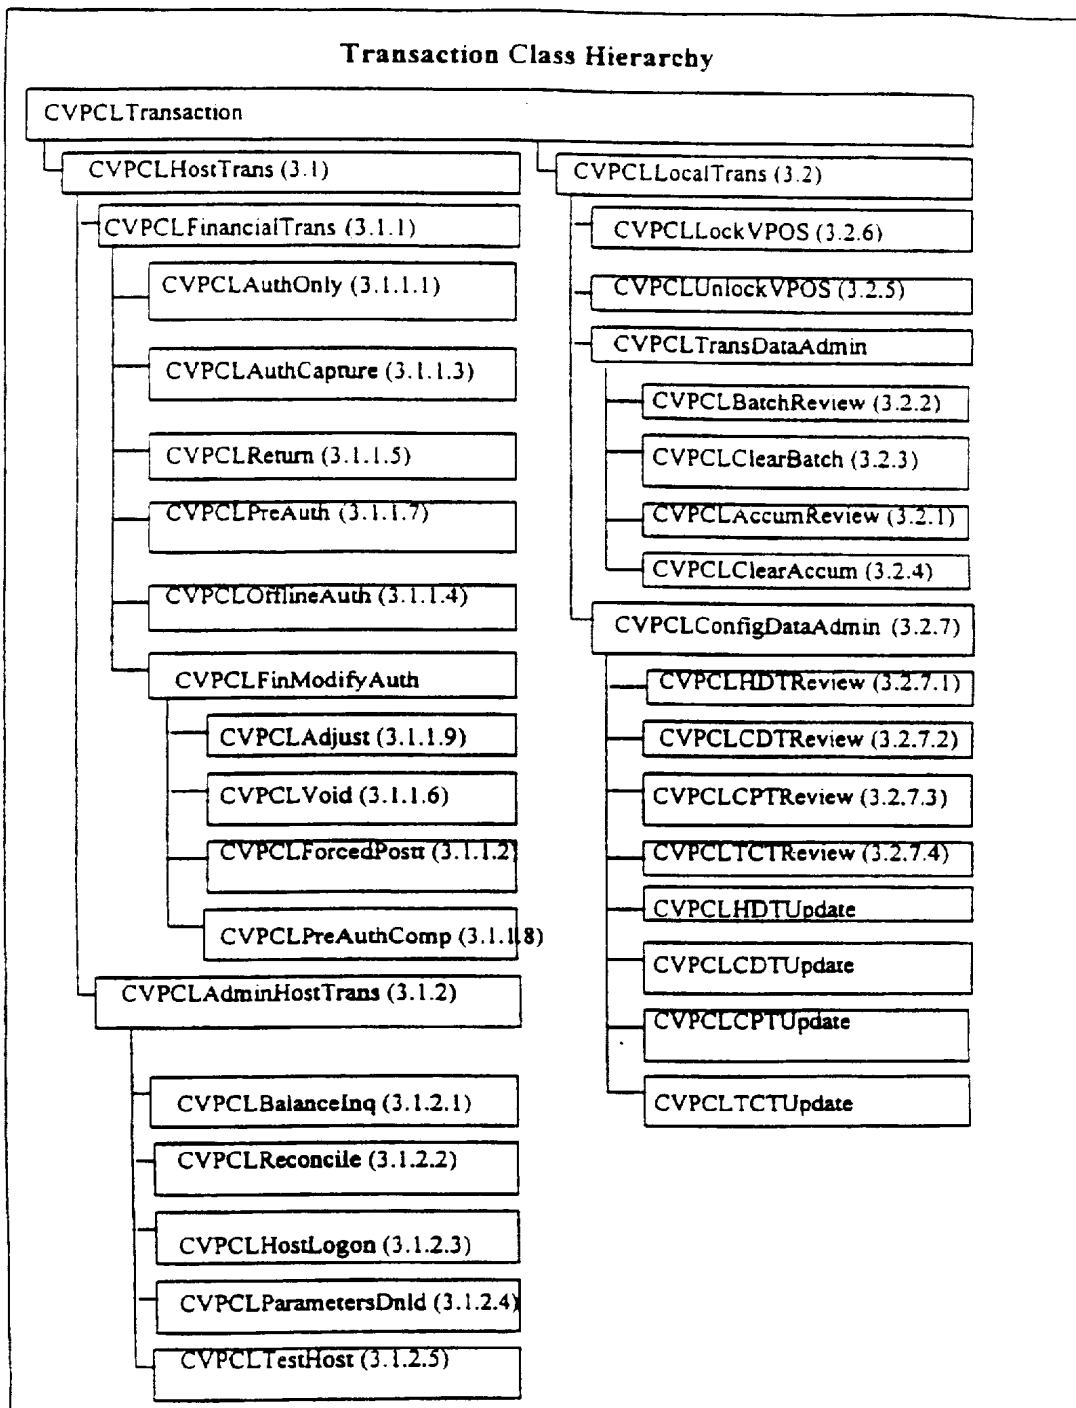 Transaction Class Hierarchy
CVPCLTransaction
CVPCLHostTrans (3.1)
CVPCLFinancialTrans (3.1.1)
CVPCLAuthOnly (3.1.1.1)
CVPCLAuthCapture (3.1.1.3)
CVPCLReturn (3.1.1.5)
CVPCLPreAuth (3.1.1.7)
CVPCLOfflineAuth (3.1.1.4)
CVPCLFinModifyAuth
CVPCLAdjust (3.1.1.9)
CVPCLVoid (3.1.1.6)
CVPCLForcedPostt (3.1.1.2)
CVPCLPreAuthComp (3.1.1.8)
CVPCLAdminHostTrans (3.1.2)
CVPCLBalanceInq (3.1.2.1)
CVPCLReconcile (3.1.2.2)
CVPCLHostLogon (3.1.2.3)
CVPCLParametersDnld (3.1.2.4)
CVPCLTestHost (3.1.2.5)
CVPCLLocalTrans (3.2)
CVPCLLockVPOS (3.2.6)
CVPCLUnlockVPOS (3.2.5)
CVPCLTransDataAdmin
CVPCLBatchReview (3.2.2)
CVPCLClearBatch (3.2.3)
CVPCLAccumReview (3.2.1)
CVPCLClearAccum (3.2.4)
CVPCLConfigDataAdmin (3.2.7)
CVPCLHDTReview (3.2.7.1)
CVPCLCDTReview (3.2.7.2)
CVPCLCPTReview (3.2.7.3)
CVPCLTCTReview (3.2.7.4)
CVPCLHDTUpdate
CVPCLCDTUpdate
CVPCLCPTUpdate
CVPCLTCTUpdate